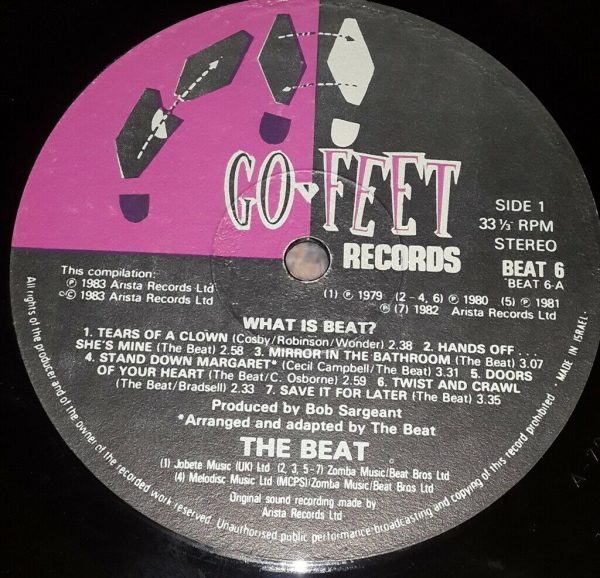 GO FEET
RECORDS
SIDE 1
33 ⅓ RPM
STEREO
BEAT 6
BEAT 6-A
This compilation:
℗ 1983 Arista Records Ltd
© 1983 Arista Records Ltd
(1) ℗ 1979 (2-4, 6) ℗ 1980 (5) ℗ 1981
℗ (7) 1982 Arista Records Ltd
WHAT IS BEAT?
1. TEARS OF A CLOWN (Cosby/Robinson/Wonder) 2.38 2. HANDS OFF . . .
SHE'S MINE (The Beat) 2.58 3. MIRROR IN THE BATHROOM (The Beat) 3.07
4. STAND DOWN MARGARET* (Cecil Campbell/The Beat) 3.31 5. DOORS
OF YOUR HEART (The Beat/C. Osborne) 2.59 6. TWIST AND CRAWL
(The Beat/Bradsell) 2.33 7. SAVE IT FOR LATER (The Beat) 3.35
Produced by Bob Sargeant
*Arranged and adapted by The Beat
THE BEAT
(1) Jobete Music (UK) Ltd (2, 3, 5-7) Zomba Music/Beat Bros Ltd
(4) Melodisc Music Ltd (MCPS)/Zomba Music/Beat Bros Ltd
Original sound recording made by
Arista Records Ltd
All rights of the producer and of the owner of the recorded work reserved. Unauthorised public performance·broadcasting and copying of this record prohibited · MADE IN ISRAEL ·